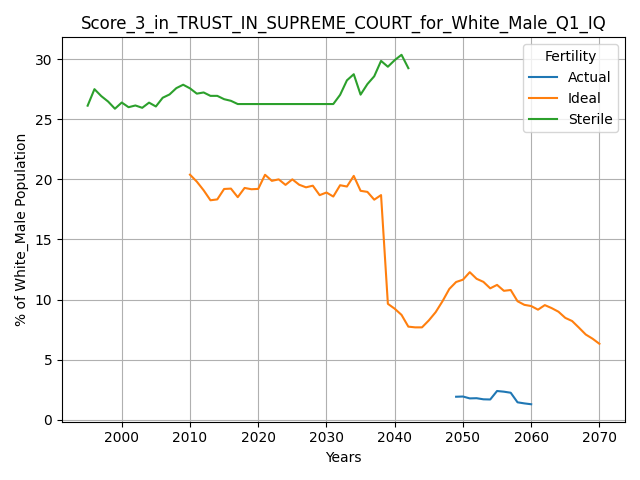 Score_3_in_TRUST_IN_SUPREME_COURT_for_White_Male_Q1_IQ
Fertility
Actual
Ideal
Sterile
% of White_Male Population
30
25
20
15
10
5
0
2000 2010 2020 2030 2040 2050 2060 2070
Years